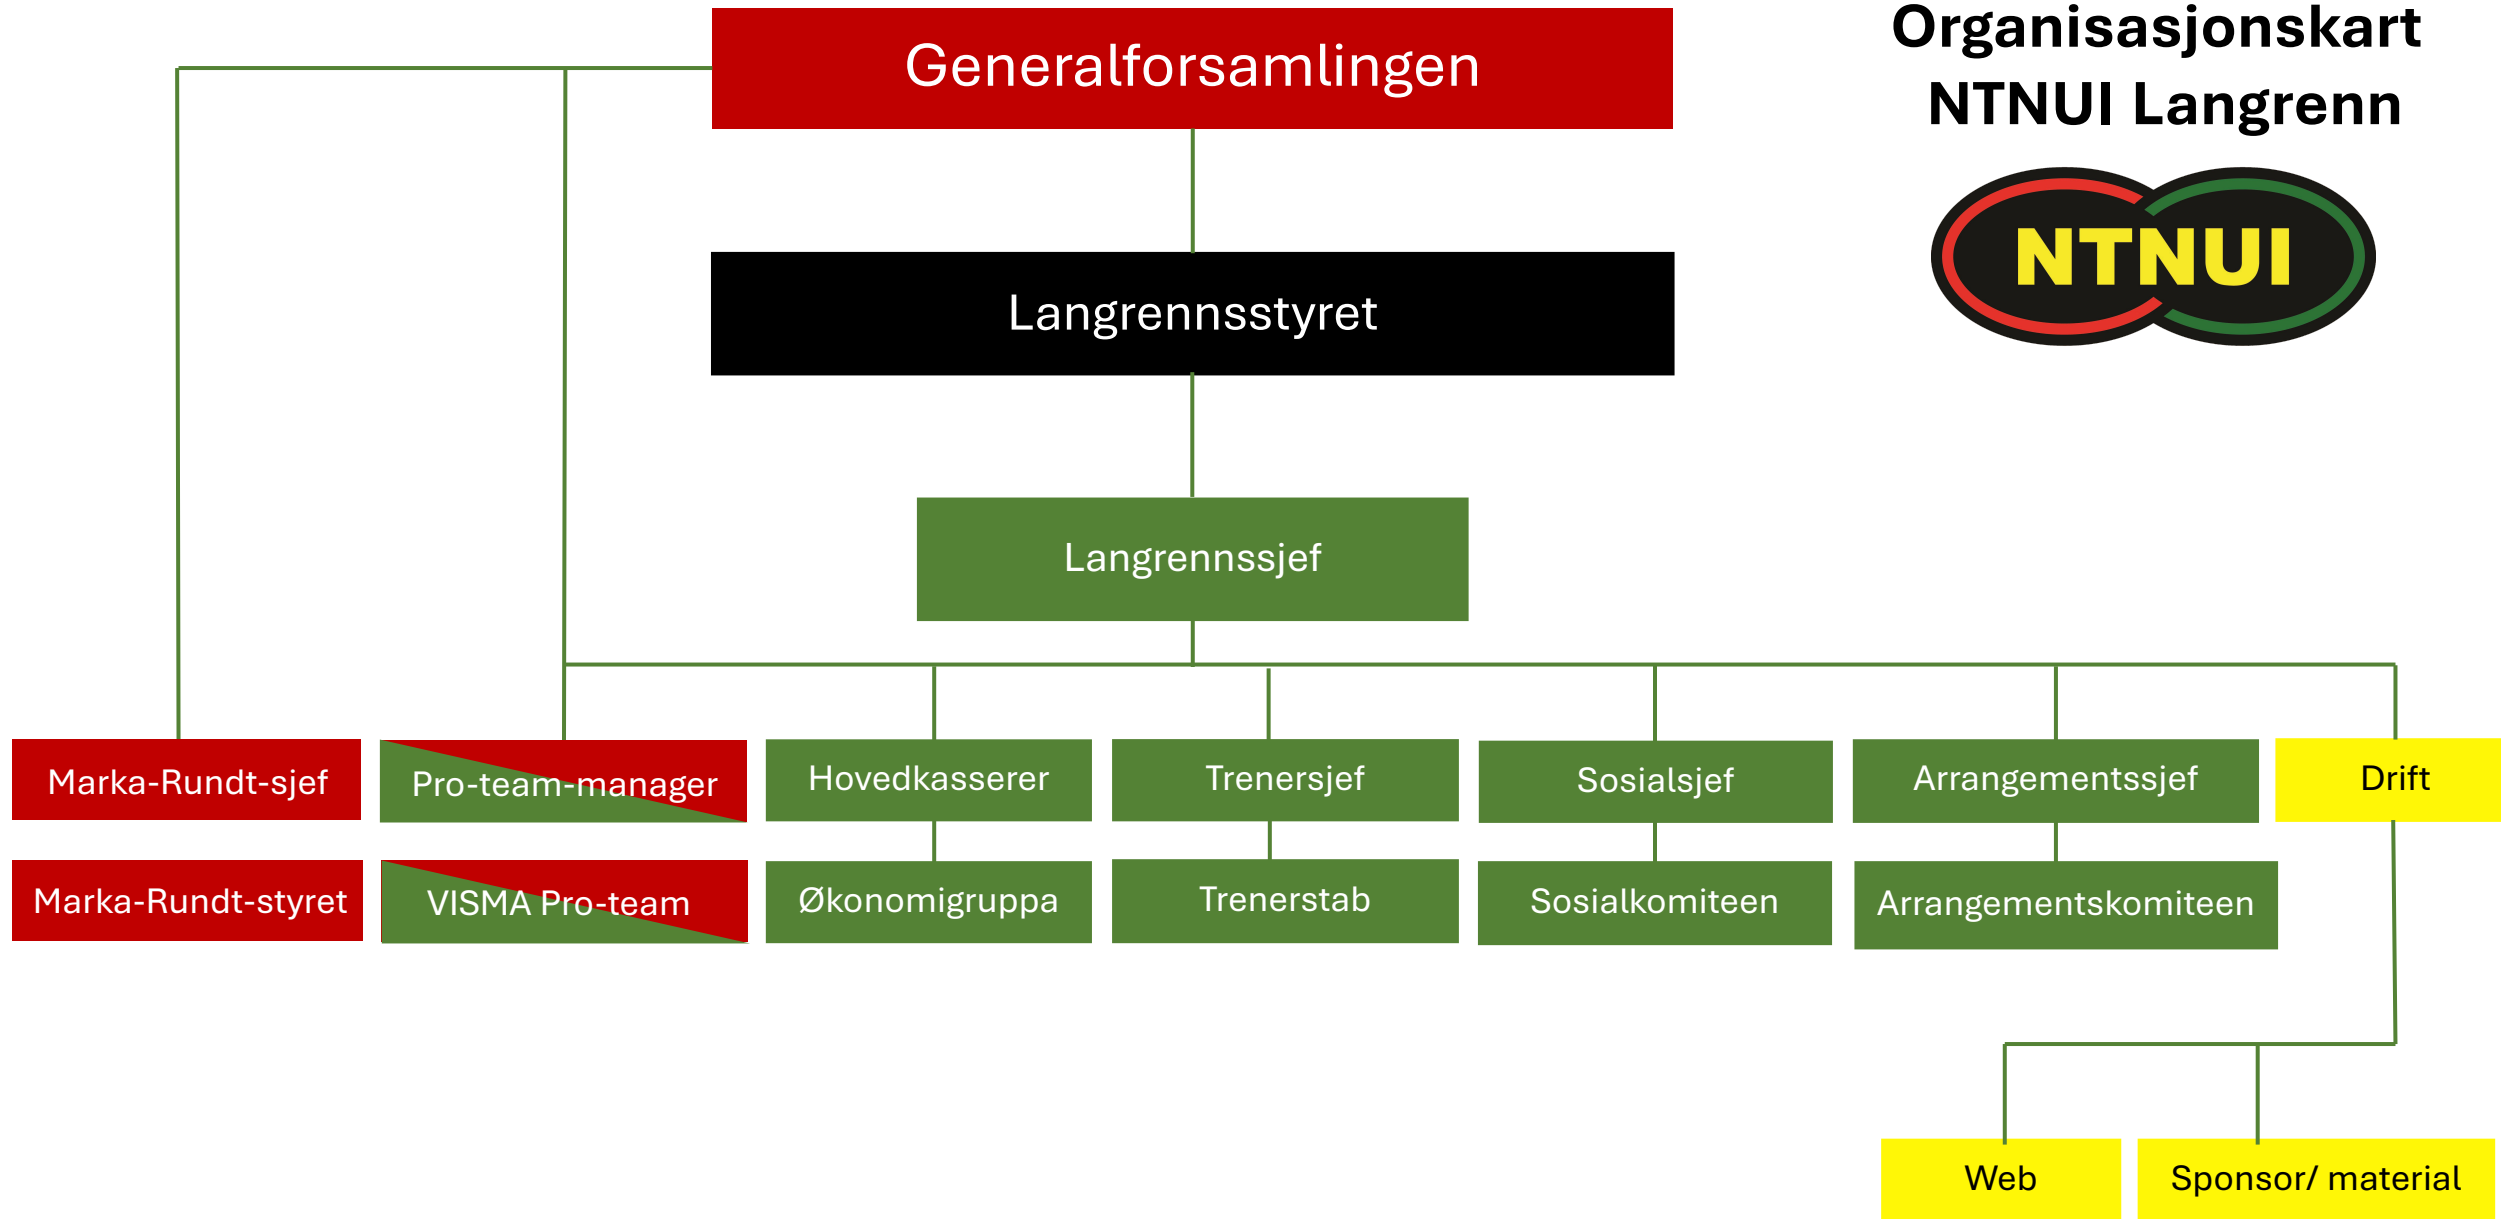 Organisasjonskart
NTNUI Langrenn
NTNUI
Generalforsamlingen
Langrennsstyret
Langrennssjef
Marka-Rundt-sjef
Pro-team-manager
Hovedkasserer
Trenersjef
Sosialsjef
Arrangementssjef
Drift
Marka-Rundt-styret
VISMA Pro-team
Økonomigruppa
Trenerstab
Sosialkomiteen
Arrangementskomiteen
Web
Sponsor/ material